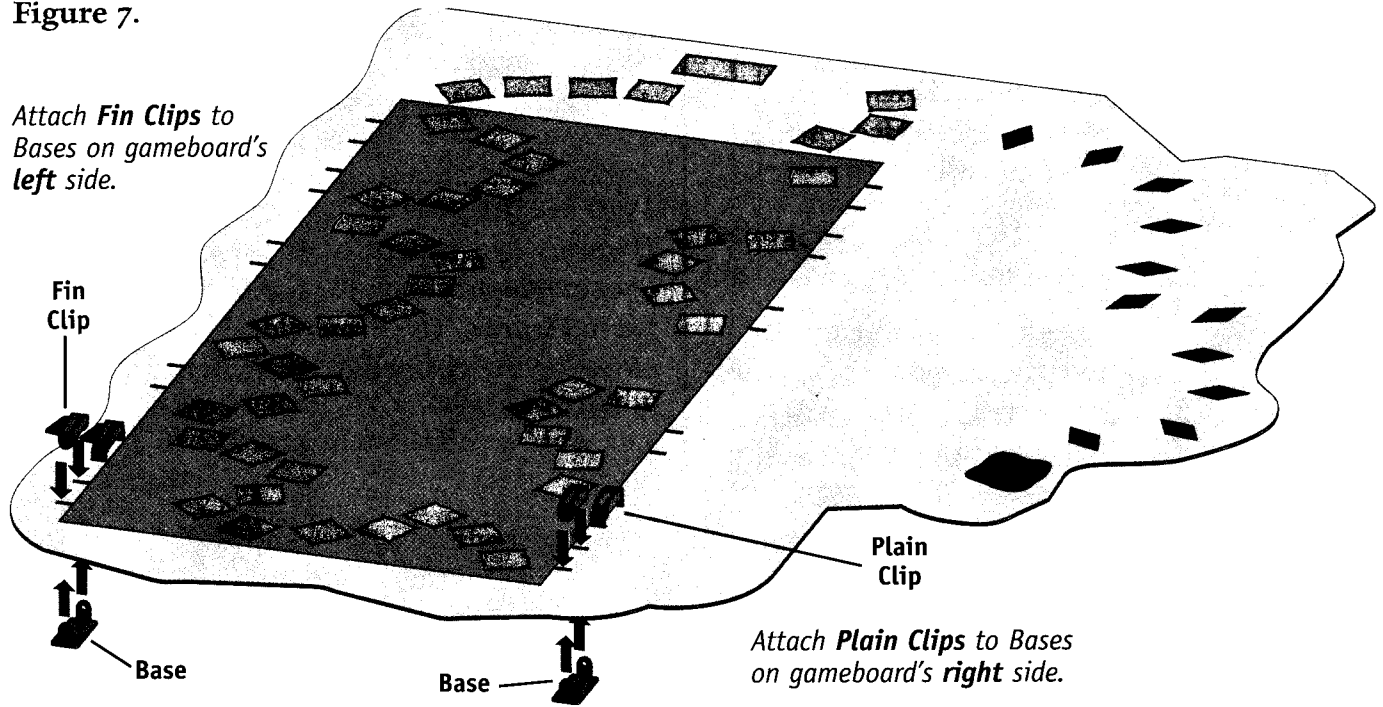 Figure 7.
Attach Fin Clips to
Bases on gameboard's
left side.
Fin
Clip
Plain
Clip
Attach Plain Clips to Bases
on gameboard's right side.
Base
Base